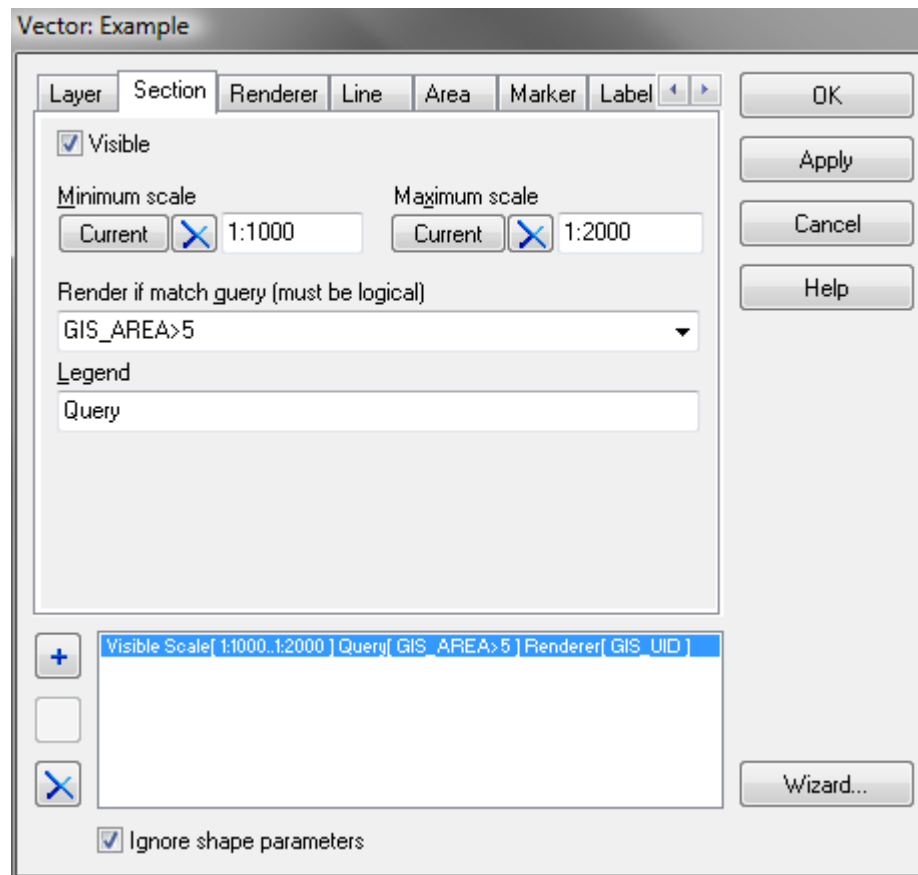 Vector: Example
Layer Section Renderer Line Area Marker Label
OK
Visible
Apply
Minimum scale Maximum scale
Current 1:1000 Current 1:2000
Cancel
Render if match guery (must be logical)
Help
GIS_AREA>5
Legend
Query
Visible Scale[ 1:1000..1:2000 ] Query[ GIS_AREA>5 ] Renderer[ GIS_UID ]
Wizard...
Ignore shape parameters